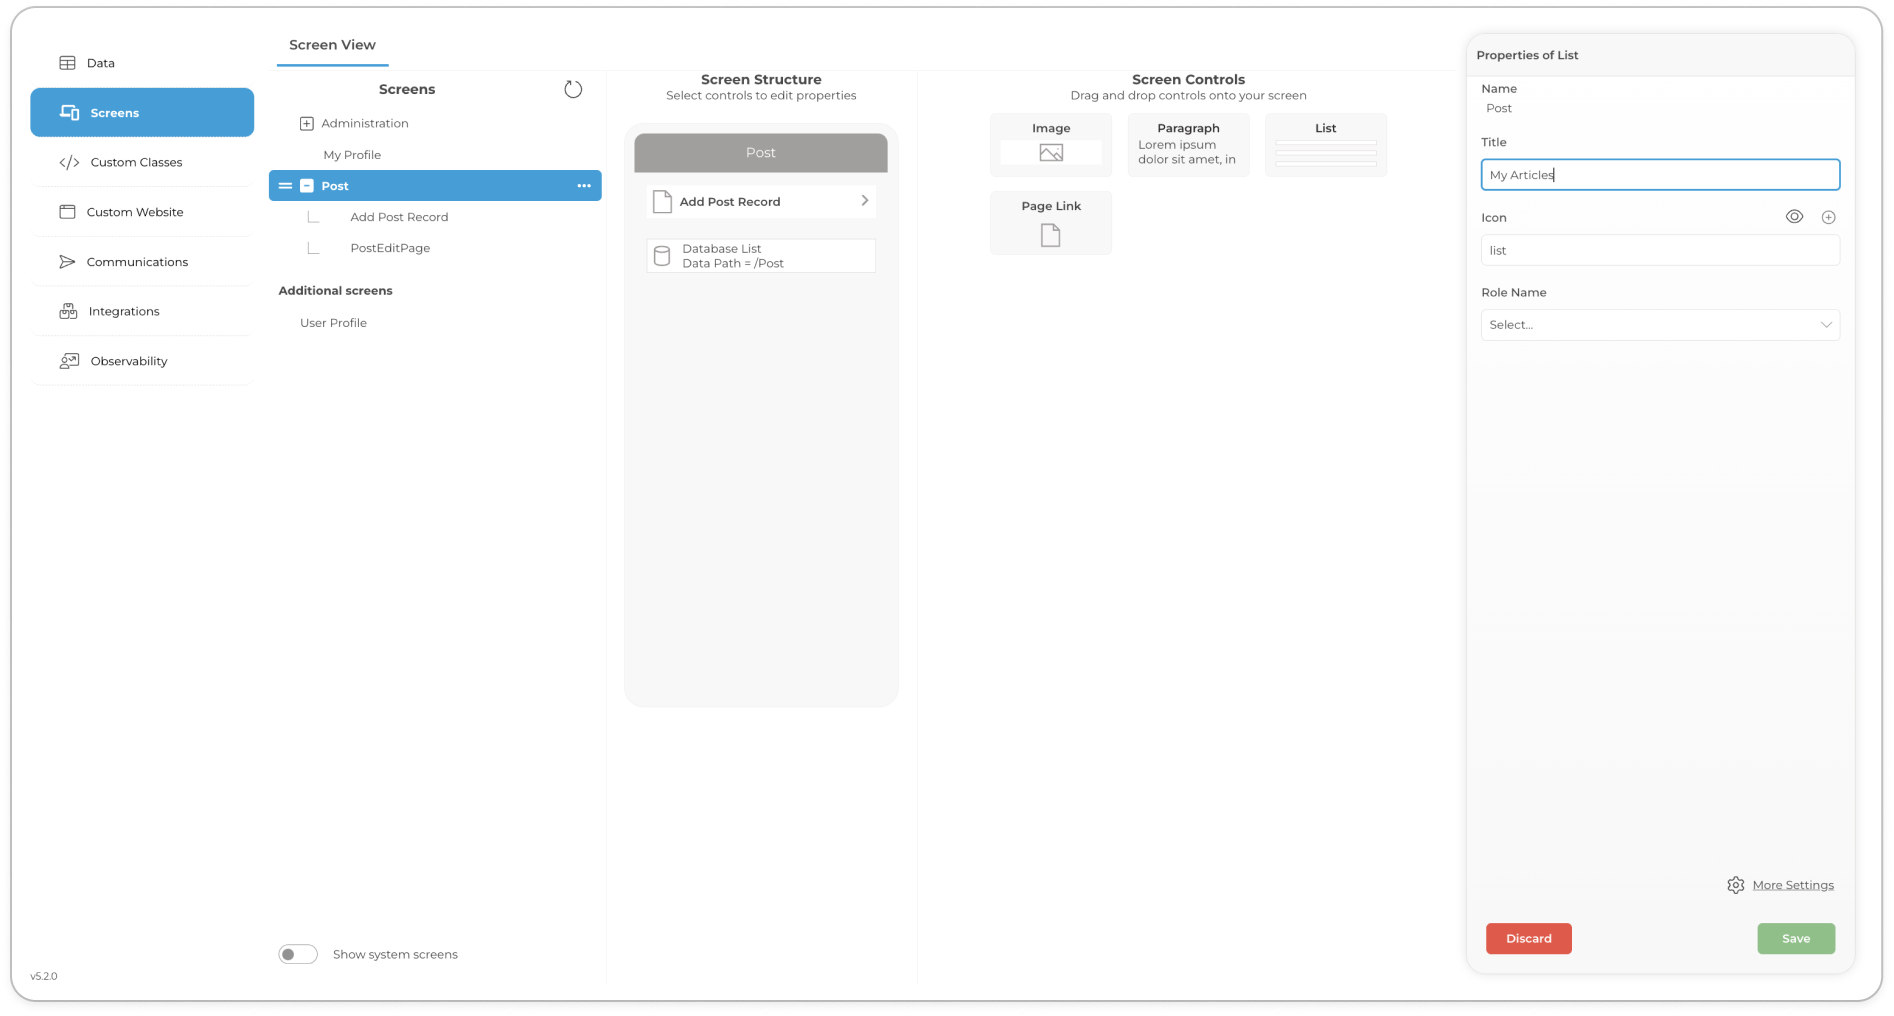 Data
Screens
Custom Classes
Custom Website
Communications
Integrations
Observability
v5.2.0
Screen View
Screens
Administration
My Profile
Post
Add Post Record
PostEditPage
Additional screens
User Profile
Show system screens
Screen Structure
Select controls to edit properties
Post
Add Post Record
Database List
Data Path = /Post
Screen Controls
Drag and drop controls onto your screen
Image
Paragraph
Lorem ipsum
dolor sit amet, in
List
Page Link
Properties of List
Name
Post
Title
My Articles
Icon
list
Role Name
Select...
More Settings
Discard
Save